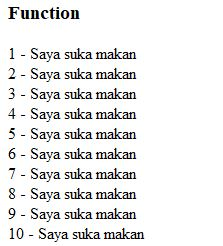 Function
1 - Saya suka makan
2 - Saya suka makan
3 - Saya suka makan
4 - Saya suka makan
5 - Saya suka makan
6 - Saya suka makan
7 - Saya suka makan
8 - Saya suka makan
9 - Saya suka makan
10 - Saya suka makan